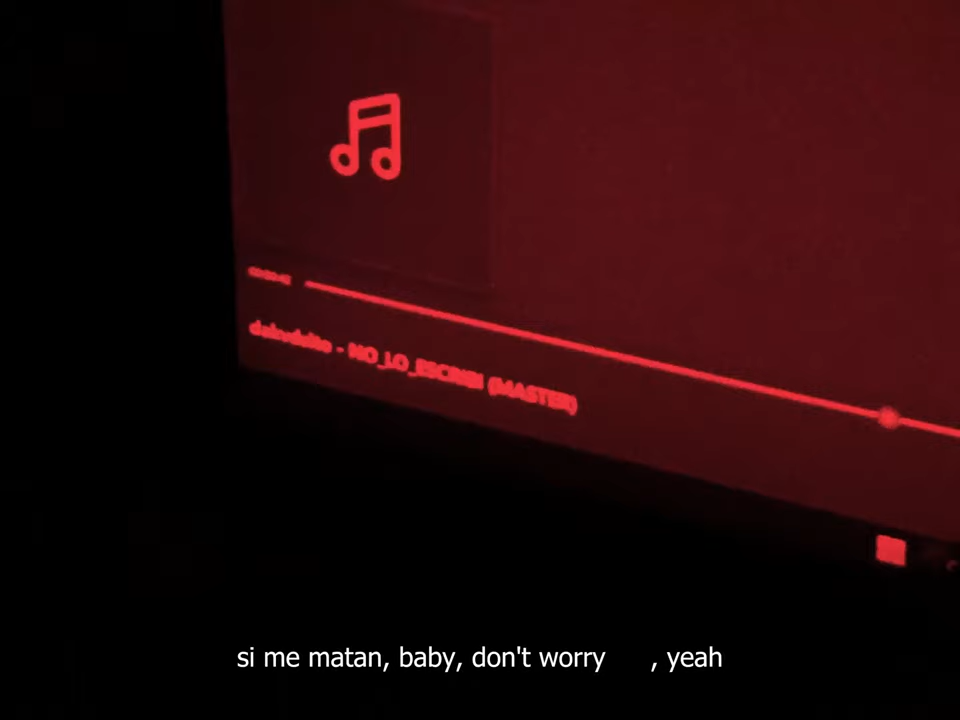 NO_LO_ESCRIBI (MASTER)
si me matan, baby, don't worry , yeah